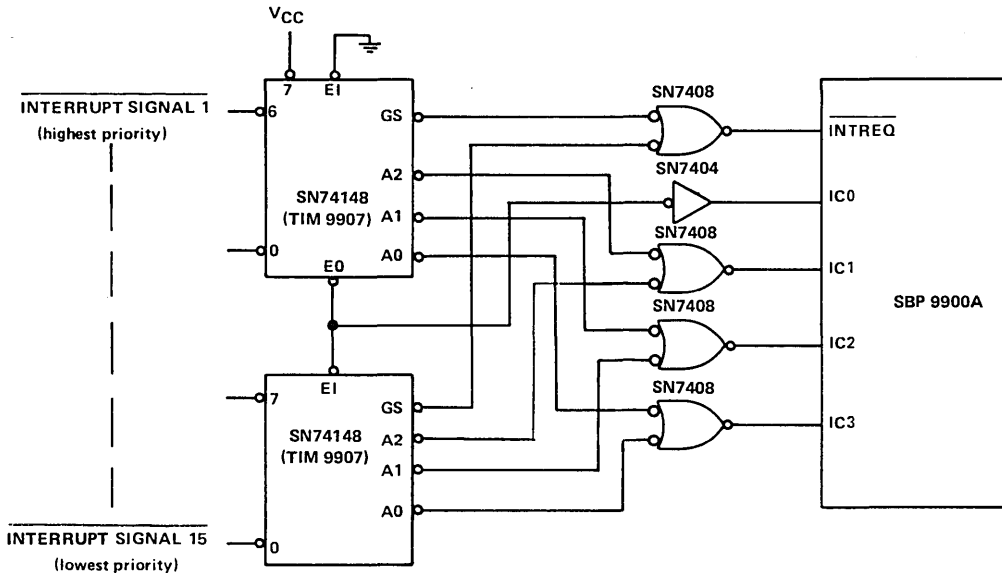 VCC
7
EI
INTERRUPT SIGNAL 1
(highest priority)
6
GS
SN7408
INTREQ
A2
SN7404
SN74148
(TIM 9907)
IC0
A1
SN7408
0
A0
E0
IC1
SBP 9900A
SN7408
IC2
EI
7
GS
SN7408
SN74148
(TIM 9907)
A2
IC3
A1
A0
INTERRUPT SIGNAL 15
(lowest priority)
0